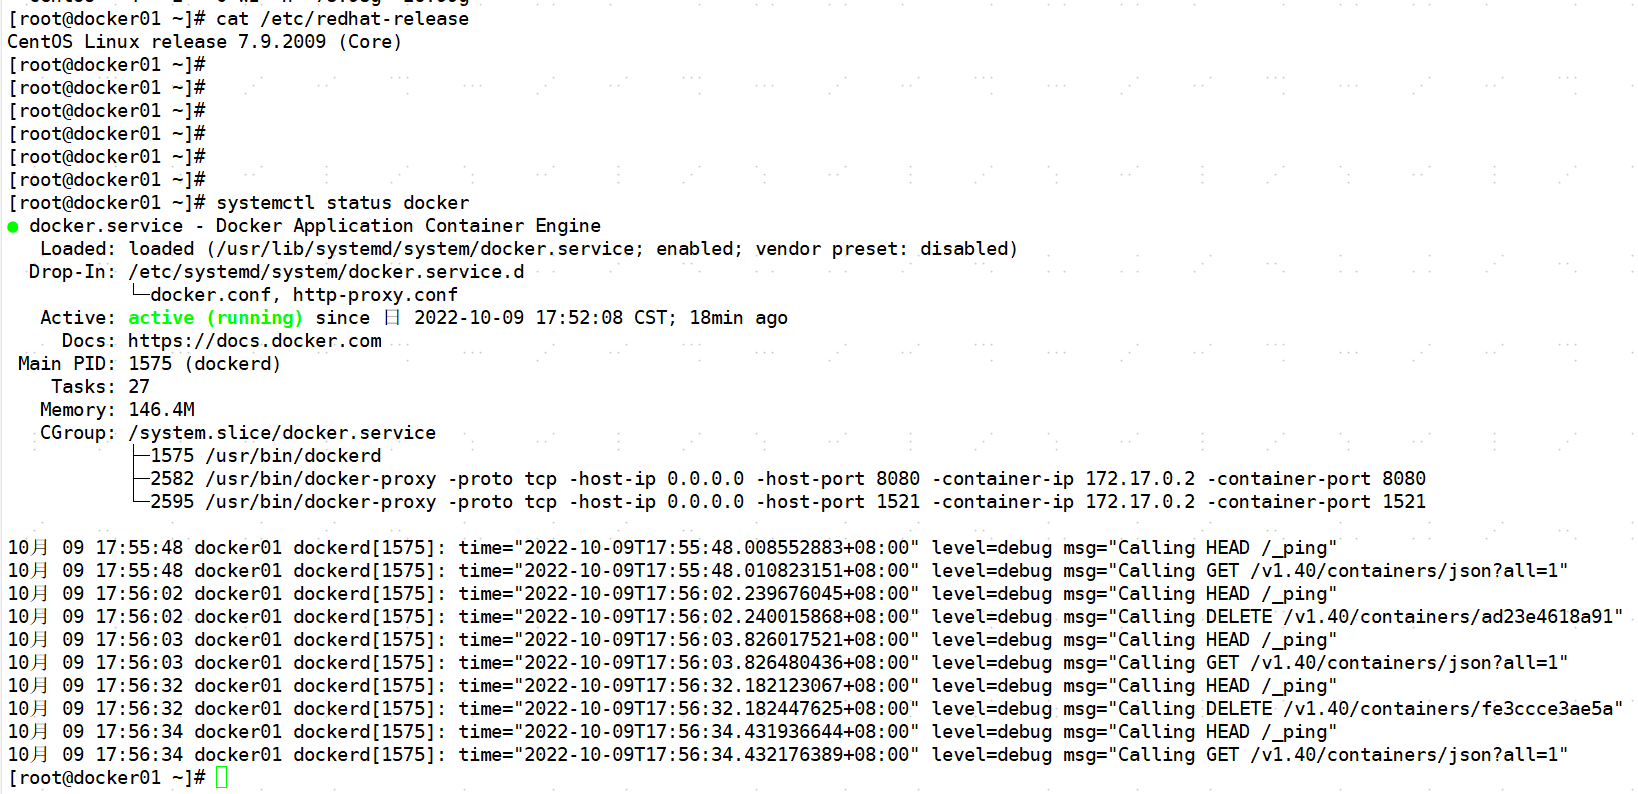 [root@docker01 ~]# cat /etc/redhat-release
CentOS Linux release 7.9.2009 (Core)
[root@docker01 ~]#
[root@docker01 ~]#
[root@docker01 ~]#
[root@docker01 ~]#
[root@docker01 ~]#
[root@docker01 ~]#
[root@docker01 ~]# systemctl status docker
● docker.service - Docker Application Container Engine
   Loaded: loaded (/usr/lib/systemd/system/docker.service; enabled; vendor preset: disabled)
  Drop-In: /etc/systemd/system/docker.service.d
           └─docker.conf, http-proxy.conf
   Active: active (running) since 日 2022-10-09 17:52:08 CST; 18min ago
     Docs: https://docs.docker.com
 Main PID: 1575 (dockerd)
    Tasks: 27
   Memory: 146.4M
   CGroup: /system.slice/docker.service
           ├─1575 /usr/bin/dockerd
           ├─2582 /usr/bin/docker-proxy -proto tcp -host-ip 0.0.0.0 -host-port 8080 -container-ip 172.17.0.2 -container-port 8080
           └─2595 /usr/bin/docker-proxy -proto tcp -host-ip 0.0.0.0 -host-port 1521 -container-ip 172.17.0.2 -container-port 1521
10月 09 17:55:48 docker01 dockerd[1575]: time="2022-10-09T17:55:48.008552883+08:00" level=debug msg="Calling HEAD /_ping"
10月 09 17:55:48 docker01 dockerd[1575]: time="2022-10-09T17:55:48.010823151+08:00" level=debug msg="Calling GET /v1.40/containers/json?all=1"
10月 09 17:56:02 docker01 dockerd[1575]: time="2022-10-09T17:56:02.239676045+08:00" level=debug msg="Calling HEAD /_ping"
10月 09 17:56:02 docker01 dockerd[1575]: time="2022-10-09T17:56:02.240015868+08:00" level=debug msg="Calling DELETE /v1.40/containers/ad23e4618a91"
10月 09 17:56:03 docker01 dockerd[1575]: time="2022-10-09T17:56:03.826017521+08:00" level=debug msg="Calling HEAD /_ping"
10月 09 17:56:03 docker01 dockerd[1575]: time="2022-10-09T17:56:03.826480436+08:00" level=debug msg="Calling GET /v1.40/containers/json?all=1"
10月 09 17:56:32 docker01 dockerd[1575]: time="2022-10-09T17:56:32.182123067+08:00" level=debug msg="Calling HEAD /_ping"
10月 09 17:56:32 docker01 dockerd[1575]: time="2022-10-09T17:56:32.182447625+08:00" level=debug msg="Calling DELETE /v1.40/containers/fe3ccce3ae5a"
10月 09 17:56:34 docker01 dockerd[1575]: time="2022-10-09T17:56:34.431936644+08:00" level=debug msg="Calling HEAD /_ping"
10月 09 17:56:34 docker01 dockerd[1575]: time="2022-10-09T17:56:34.432176389+08:00" level=debug msg="Calling GET /v1.40/containers/json?all=1"
[root@docker01 ~]#